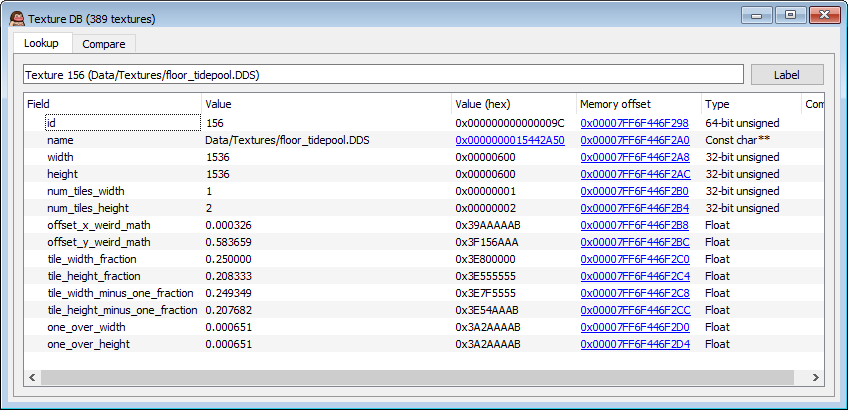 Texture DB (389 textures)
Lookup Compare
Texture 156 (Data/Textures/floor_tidepool.DDS) Label
Field Value Value (hex) Memory offset Type Com
id 156 0x000000000000009C 0x00007FF6F446F298 64-bit unsigned
name Data/Textures/floor_tidepool.DDS 0x0000000015442A50 0x00007FF6F446F2A0 Const char**
width 1536 0x00000600 0x00007FF6F446F2A8 32-bit unsigned
height 1536 0x00000600 0x00007FF6F446F2AC 32-bit unsigned
num_tiles_width 1 0x00000001 0x00007FF6F446F2B0 32-bit unsigned
num_tiles_height 2 0x00000002 0x00007FF6F446F2B4 32-bit unsigned
offset_x_weird_math 0.000326 0x39AAAAAB 0x00007FF6F446F2B8 Float
offset_y_weird_math 0.583659 0x3F156AAA 0x00007FF6F446F2BC Float
tile_width_fraction 0.250000 0x3E800000 0x00007FF6F446F2C0 Float
tile_height_fraction 0.208333 0x3E555555 0x00007FF6F446F2C4 Float
tile_width_minus_one_fraction 0.249349 0x3E7F5555 0x00007FF6F446F2C8 Float
tile_height_minus_one_fraction 0.207682 0x3E54AAAB 0x00007FF6F446F2CC Float
one_over_width 0.000651 0x3A2AAAAB 0x00007FF6F446F2D0 Float
one_over_height 0.000651 0x3A2AAAAB 0x00007FF6F446F2D4 Float